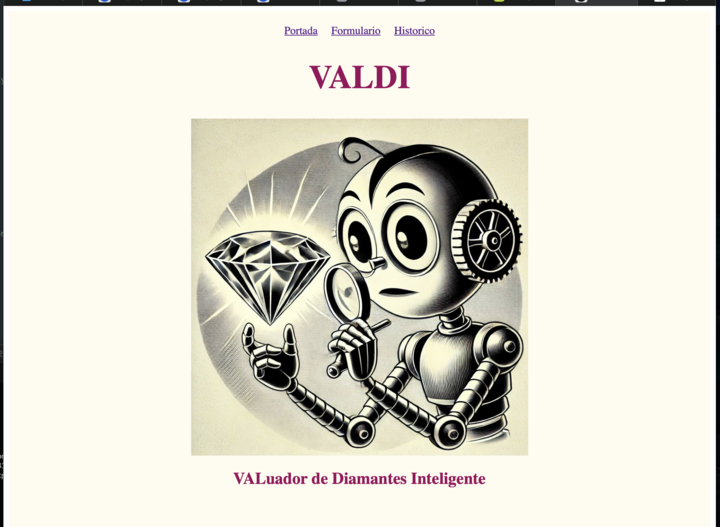 Portada Formulario Historico
VALDI
VALuador de Diamantes Inteligente